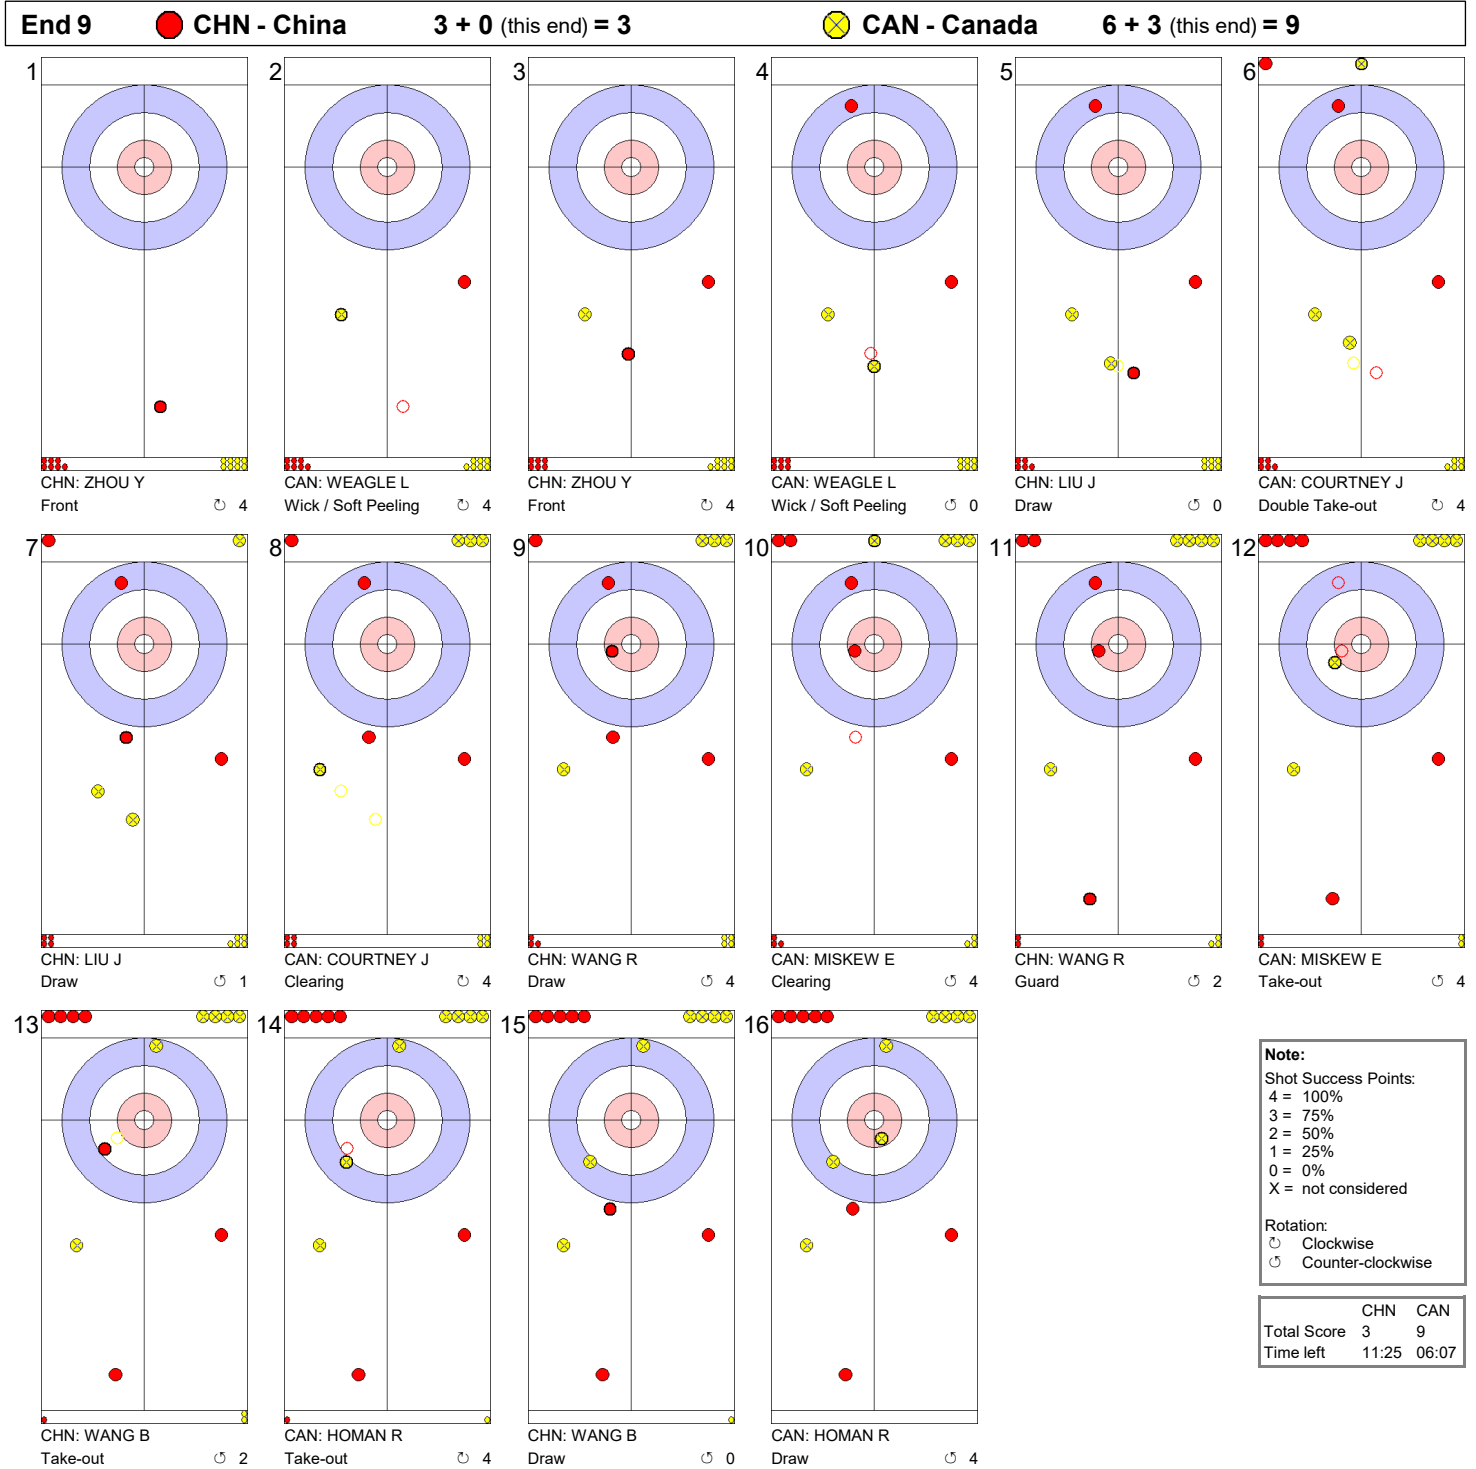 End 9 CHN - China 3 + 0 (this end) = 3 CAN - Canada 6 + 3 (this end) = 9
1 2 3 4 5 6
CHN: ZHOU Y CAN: WEAGLE L CHN: ZHOU Y CAN: WEAGLE L CHN: LIU J CAN: COURTNEY J
Front ↻ 4 Wick / Soft Peeling ↻ 4 Front ↻ 4 Wick / Soft Peeling ↺ 0 Draw ↺ 0 Double Take-out ↻ 4
7 8 9 10 11 12
CHN: LIU J CAN: COURTNEY J CHN: WANG R CAN: MISKEW E CHN: WANG R CAN: MISKEW E
Draw ↺ 1 Clearing ↻ 4 Draw ↺ 4 Clearing ↺ 4 Guard ↺ 2 Take-out ↻ 4
13 14 15 16
CHN: WANG B CAN: HOMAN R CHN: WANG B CAN: HOMAN R
Take-out ↺ 2 Take-out ↻ 4 Draw ↺ 0 Draw ↺ 4
Note:
Shot Success Points:
4 = 100%
3 = 75%
2 = 50%
1 = 25%
0 = 0%
X = not considered
Rotation:
↻ Clockwise
↺ Counter-clockwise
CHN CAN
Total Score 3 9
Time left 11:25 06:07